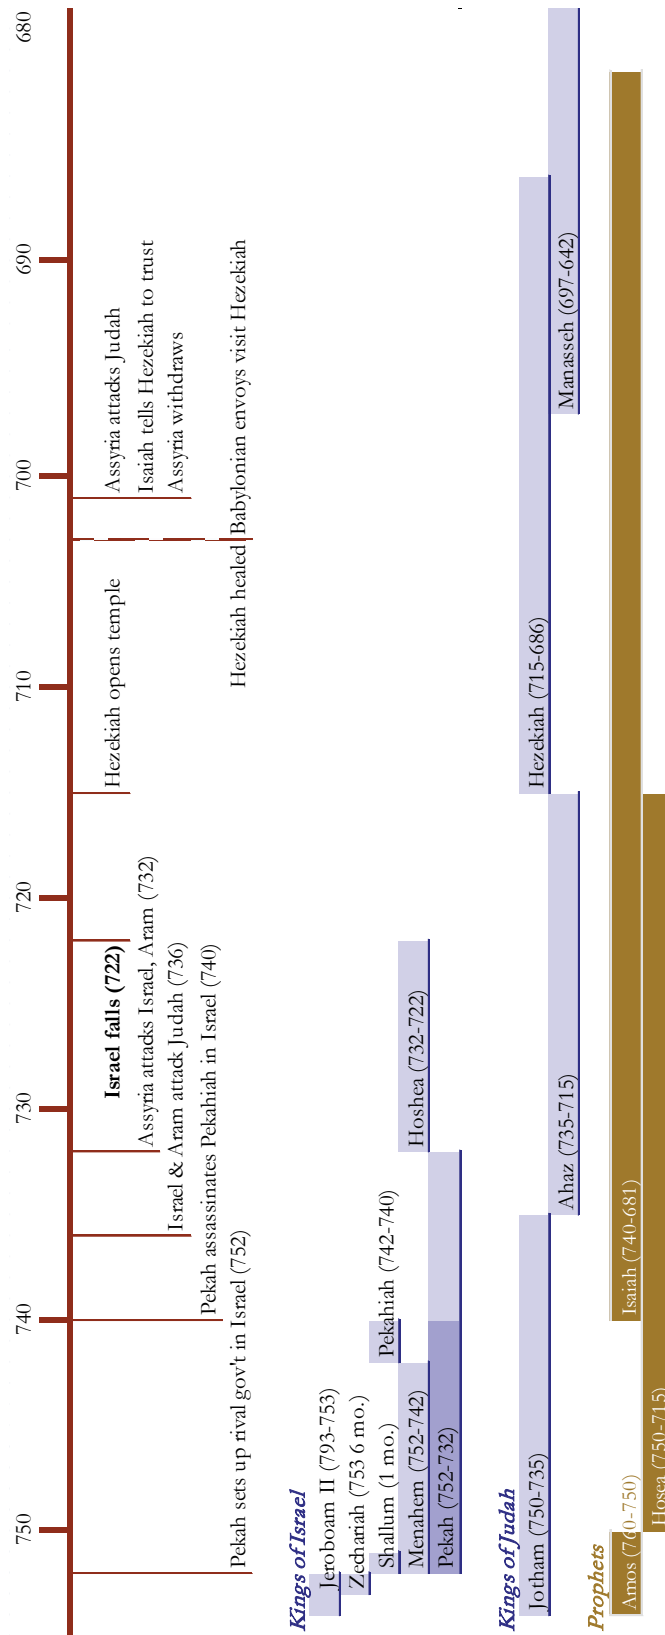 680
690
700
710
720
730
740
750
Assyria attacks Judah
Isaiah tells Hezekiah to trust
Assyria withdraws
Babylonian envoys visit Hezekiah
Hezekiah healed
Hezekiah opens temple
Israel falls (722)
Assyria attacks Israel, Aram (732)
Israel & Aram attack Judah (736)
Pekah assassinates Pekahiah in Israel (740)
Pekah sets up rival gov't in Israel (752)
Kings of Israel
Jeroboam II (793-753)
Zechariah (753 6 mo.)
Shallum (1 mo.)
Pekahiah (742-740)
Menahem (752-742)
Hoshea (732-722)
Pekah (752-732)
Kings of Judah
Jotham (750-735)
Hezekiah (715-686)
Ahaz (735-715)
Manasseh (697-642)
Prophets
Amos (760-750)
Isaiah (740-681)
Hosea (750-715)